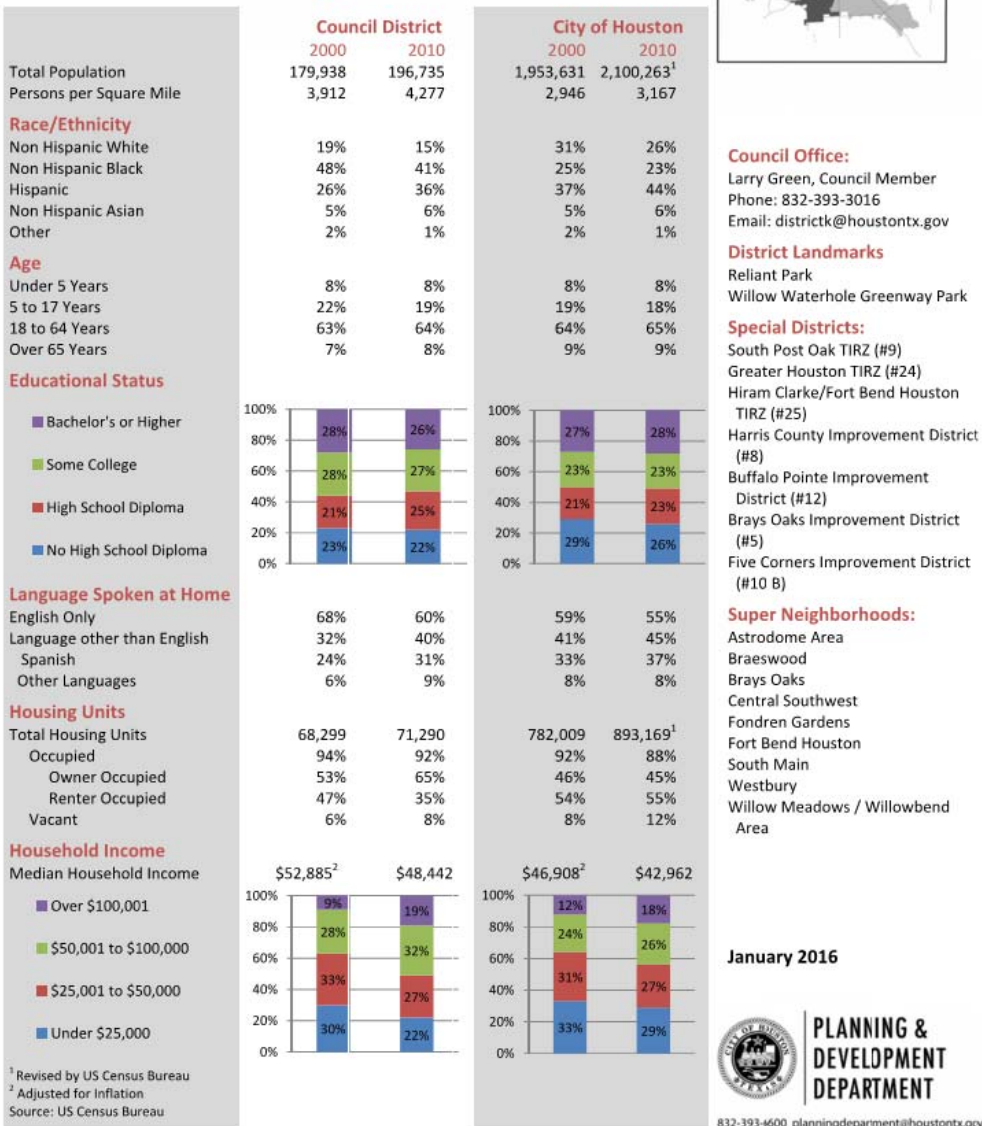 Council District City of Houston
2000 2010 2000 2010
Total Population 179,938 196,735 1,953,631 2,100,263¹
Persons per Square Mile 3,912 4,277 2,946 3,167
Race/Ethnicity
Non Hispanic White 19% 15% 31% 26%
Non Hispanic Black 48% 41% 25% 23%
Hispanic 26% 36% 37% 44%
Non Hispanic Asian 5% 6% 5% 6%
Other 2% 1% 2% 1%
Age
Under 5 Years 8% 8% 8% 8%
5 to 17 Years 22% 19% 19% 18%
18 to 64 Years 63% 64% 64% 65%
Over 65 Years 7% 8% 9% 9%
Educational Status
Bachelor's or Higher
Some College
High School Diploma
No High School Diploma
100%
80%
60%
40%
20%
0%
28% 26%
28% 27%
21% 25%
23% 22%
100%
80%
60%
40%
20%
0%
27% 28%
23% 23%
21% 23%
29% 26%
Language Spoken at Home
English Only 68% 60% 59% 55%
Language other than English 32% 40% 41% 45%
Spanish 24% 31% 33% 37%
Other Languages 6% 9% 8% 8%
Housing Units
Total Housing Units 68,299 71,290 782,009 893,169¹
Occupied 94% 92% 92% 88%
Owner Occupied 53% 65% 46% 45%
Renter Occupied 47% 35% 54% 55%
Vacant 6% 8% 8% 12%
Household Income
Median Household Income $52,885² $48,442 $46,908² $42,962
Over $100,001
$50,001 to $100,000
$25,001 to $50,000
Under $25,000
100%
80%
60%
40%
20%
0%
9% 19%
28% 32%
33% 27%
30% 22%
100%
80%
60%
40%
20%
0%
12% 18%
24% 26%
31% 27%
33% 29%
¹ Revised by US Census Bureau
² Adjusted for Inflation
Source: US Census Bureau
Council Office:
Larry Green, Council Member
Phone: 832-393-3016
Email: districtk@houstontx.gov
District Landmarks
Reliant Park
Willow Waterhole Greenway Park
Special Districts:
South Post Oak TIRZ (#9)
Greater Houston TIRZ (#24)
Hiram Clarke/Fort Bend Houston
TIRZ (#25)
Harris County Improvement District
(#8)
Buffalo Pointe Improvement
District (#12)
Brays Oaks Improvement District
(#5)
Five Corners Improvement District
(#10 B)
Super Neighborhoods:
Astrodome Area
Braeswood
Brays Oaks
Central Southwest
Fondren Gardens
Fort Bend Houston
South Main
Westbury
Willow Meadows / Willowbend
Area
January 2016
CITY OF HOUSTON
TEXAS
PLANNING &
DEVELOPMENT
DEPARTMENT
832-393-6600 planningdepartment@houstontx.gov